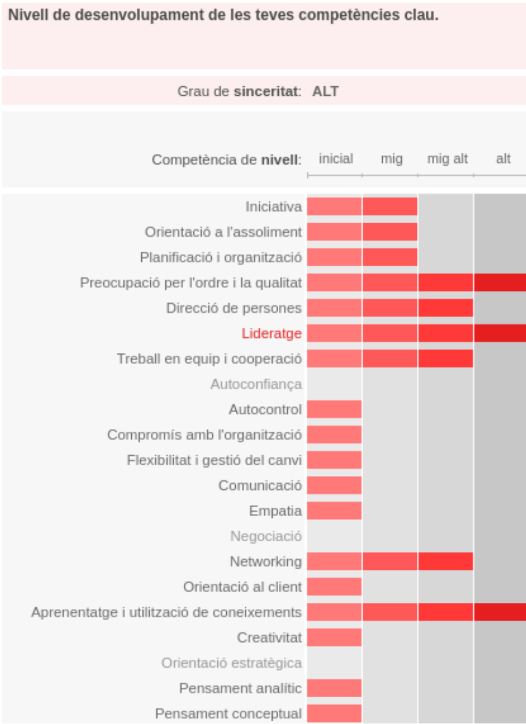 Nivell de desenvolupament de les teves competències clau.
Grau de sinceritat: ALT
Competència de nivell: inicial mig mig alt alt
Iniciativa
Orientació a l'assoliment
Planificació i organització
Preocupació per l'ordre i la qualitat
Direcció de persones
Lideratge
Treball en equip i cooperació
Autoconfiança
Autocontrol
Compromís amb l'organització
Flexibilitat i gestió del canvi
Comunicació
Empatia
Negociació
Networking
Orientació al client
Aprenentatge i utilització de coneixements
Creativitat
Orientació estratègica
Pensament analític
Pensament conceptual